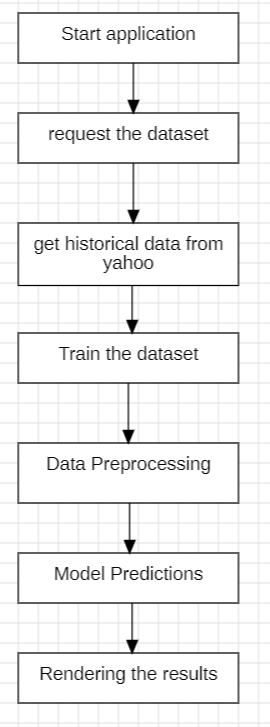 Start application
request the dataset
get historical data from
yahoo
Train the dataset
Data Preprocessing
Model Predictions
Rendering the results